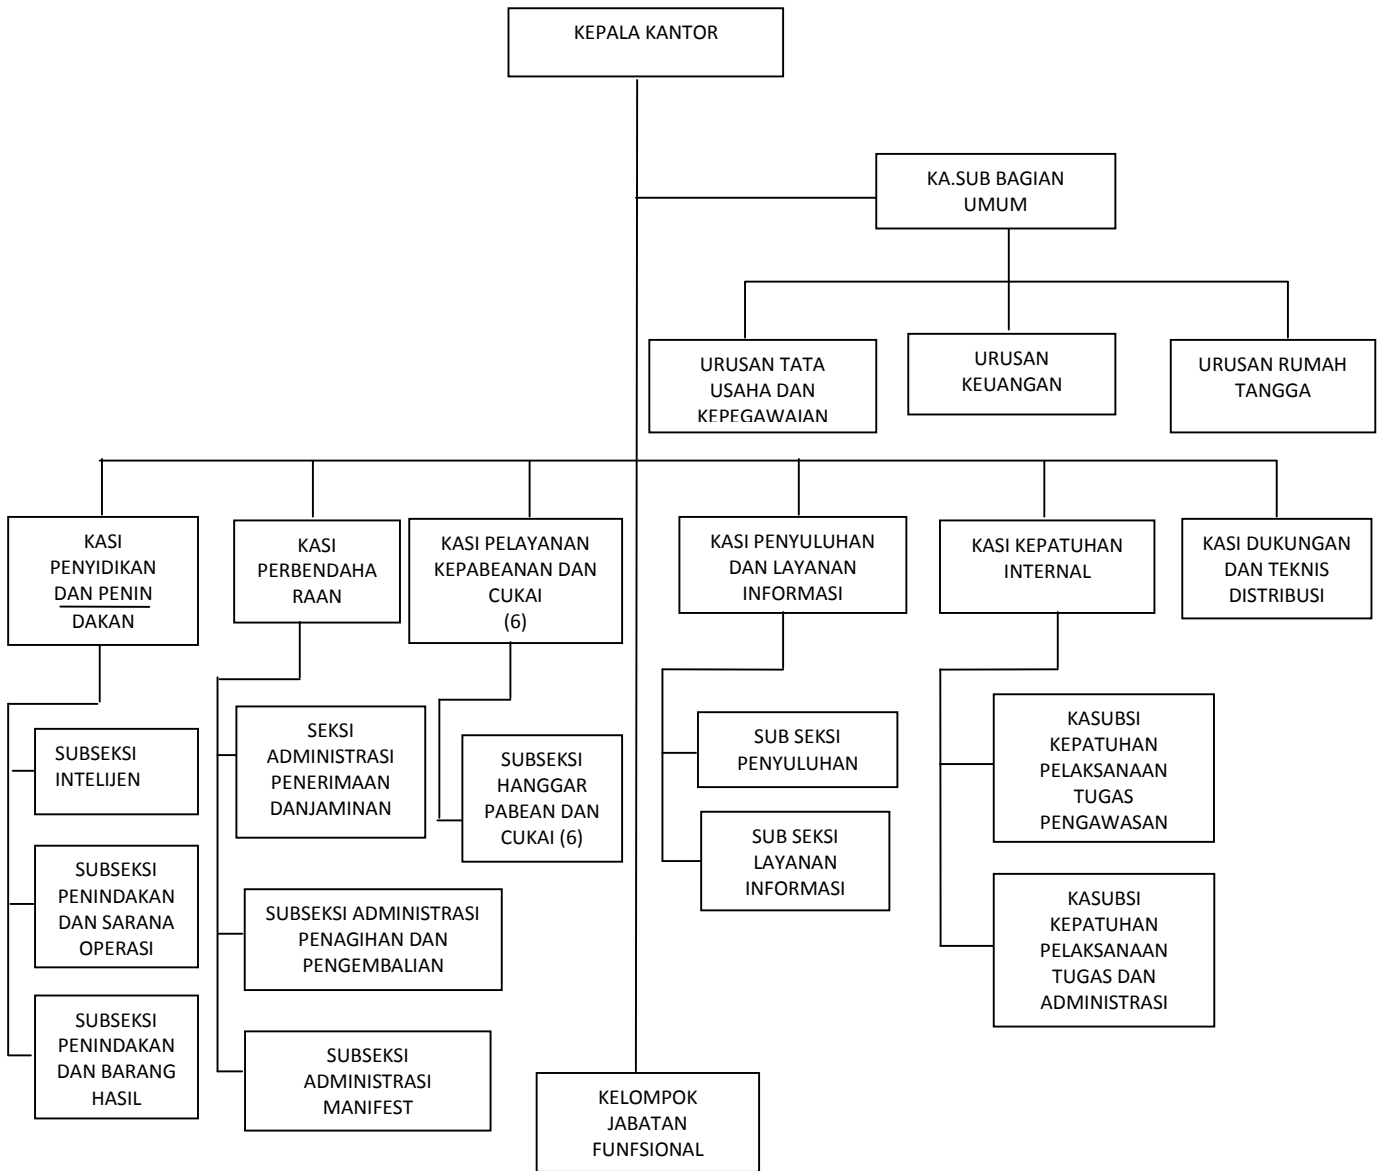 KEPALA KANTOR
KA.SUB BAGIAN
UMUM
URUSAN TATA
USAHA DAN
KEPEGAWAIAN
URUSAN
KEUANGAN
URUSAN RUMAH
TANGGA
KASI
PENYIDIKAN
DAN PENIN
DAKAN
KASI
PERBENDAHA
RAAN
KASI PELAYANAN
KEPABEANAN DAN
CUKAI
(6)
KASI PENYULUHAN
DAN LAYANAN
INFORMASI
KASI KEPATUHAN
INTERNAL
KASI DUKUNGAN
DAN TEKNIS
DISTRIBUSI
SUBSEKSI
INTELIJEN
SUBSEKSI
PENINDAKAN
DAN SARANA
OPERASI
SUBSEKSI
PENINDAKAN
DAN BARANG
HASIL
SEKSI
ADMINISTRASI
PENERIMAAN
DANJAMINAN
SUBSEKSI ADMINISTRASI
PENAGIHAN DAN
PENGEMBALIAN
SUBSEKSI
ADMINISTRASI
MANIFEST
SUBSEKSI
HANGGAR
PABEAN DAN
CUKAI (6)
SUB SEKSI
PENYULUHAN
SUB SEKSI
LAYANAN
INFORMASI
KASUBSI
KEPATUHAN
PELAKSANAAN
TUGAS
PENGAWASAN
KASUBSI
KEPATUHAN
PELAKSANAAN
TUGAS DAN
ADMINISTRASI
KELOMPOK
JABATAN
FUNFSIONAL